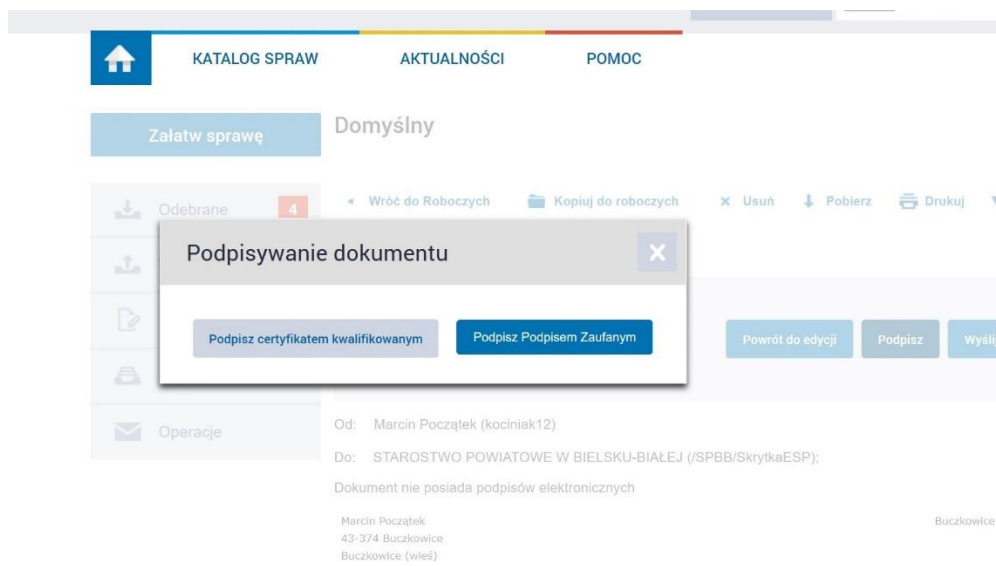 KATALOG SPRAW AKTUALNOŚCI POMOC
Załatw sprawę
Domyślny
Odebrane 4
Wróć do Roboczych Kopiuj do roboczych Usuń Pobierz Drukuj
Podpisywanie dokumentu
Podpisz certyfikatem kwalifikowanym Podpisz Podpisem Zaufanym
Powrót do edycji Podpisz Wyśli
Operacje
Od: Marcin Początek (kociniak12)
Do: STAROSTWO POWIATOWE W BIELSKU-BIAŁEJ (/SPBB/SkrytkaESP);
Dokument nie posiada podpisów elektronicznych
Marcin Początek Buczkowice
43-374 Buczkowice
Buczkowice (wieś)